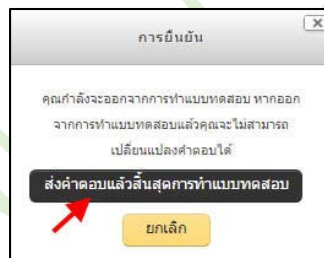 การยืนยัน
คุณกำลังจะออกจากการทำแบบทดสอบ หากออก
จากการทำแบบทดสอบแล้วคุณจะไม่สามารถ
เปลี่ยนแปลงคำตอบได้
ส่งคำตอบแล้วสิ้นสุดการทำแบบทดสอบ
ยกเลิก